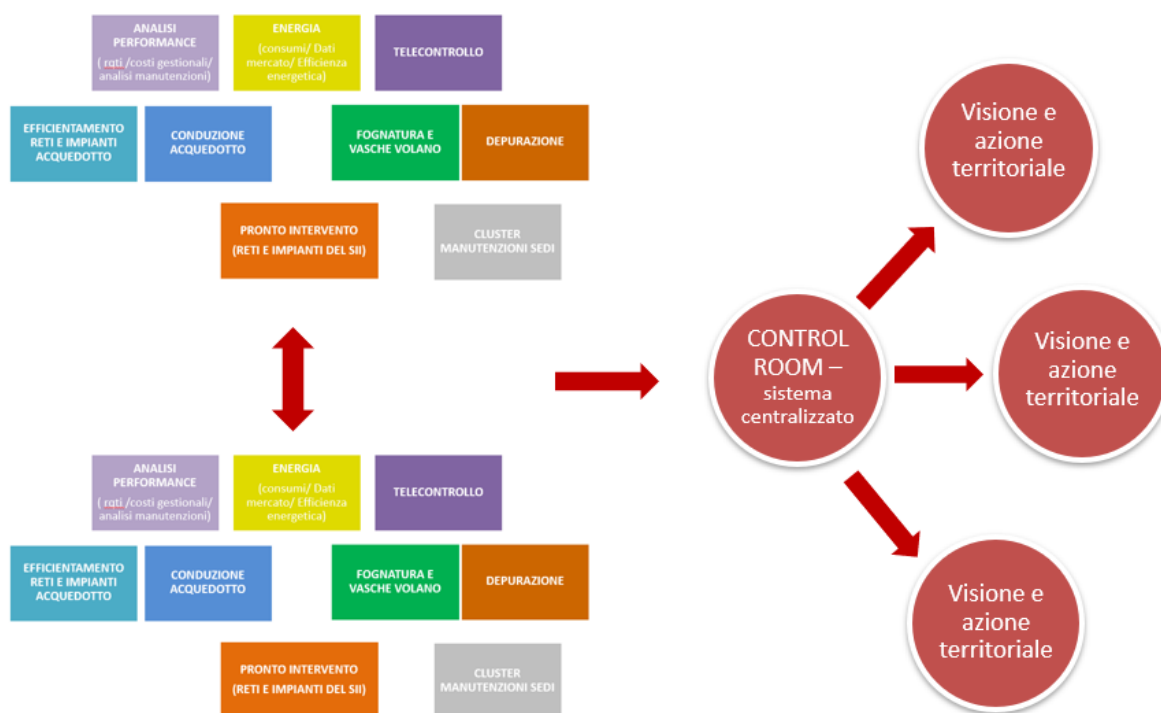 ANALISI
PERFORMANCE
( rqti /costi gestionali/
analisi manutenzioni)
ENERGIA
(consumi/ Dati
mercato/ Efficienza
energetica)
TELECONTROLLO
EFFICIENTAMENTO
RETI E IMPIANTI
ACQUEDOTTO
CONDUZIONE
ACQUEDOTTO
FOGNATURA E
VASCHE VOLANO
DEPURAZIONE
PRONTO INTERVENTO
(RETI E IMPIANTI DEL SII)
CLUSTER
MANUTENZIONI SEDI
ANALISI
PERFORMANCE
( rqti /costi gestionali/
analisi manutenzioni)
ENERGIA
(consumi/ Dati
mercato/ Efficienza
energetica)
TELECONTROLLO
EFFICIENTAMENTO
RETI E IMPIANTI
ACQUEDOTTO
CONDUZIONE
ACQUEDOTTO
FOGNATURA E
VASCHE VOLANO
DEPURAZIONE
PRONTO INTERVENTO
(RETI E IMPIANTI DEL SII)
CLUSTER
MANUTENZIONI SEDI
CONTROL
ROOM –
sistema
centralizzato
Visione e
azione
territoriale
Visione e
azione
territoriale
Visione e
azione
territoriale